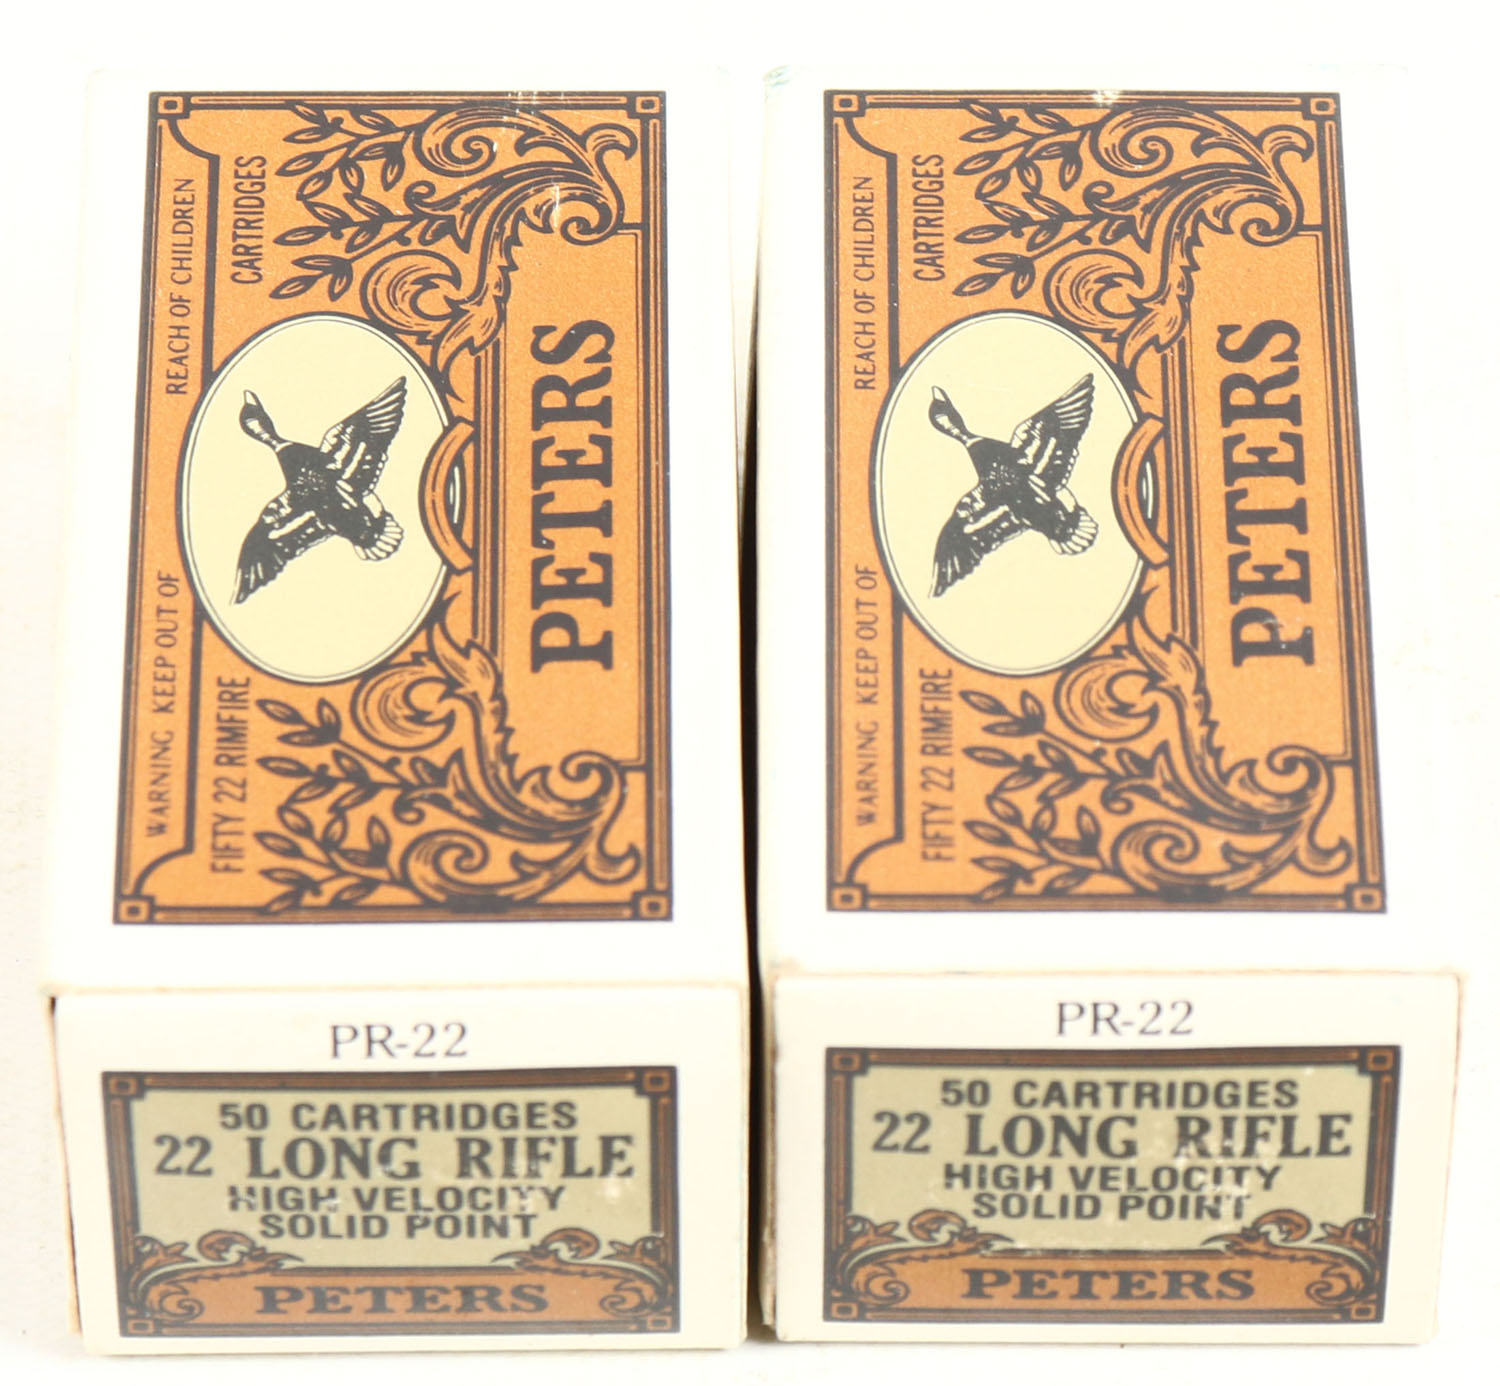 WARNING KEEP OUT OF REACH OF CHILDREN
FIFTY 22 RIMFIRE CARTRIDGES
PETERS
PR-22
50 CARTRIDGES
22 LONG RIFLE
HIGH VELOCITY
SOLID POINT
PETERS
WARNING KEEP OUT OF REACH OF CHILDREN
FIFTY 22 RIMFIRE CARTRIDGES
PETERS
PR-22
50 CARTRIDGES
22 LONG RIFLE
HIGH VELOCITY
SOLID POINT
PETERS